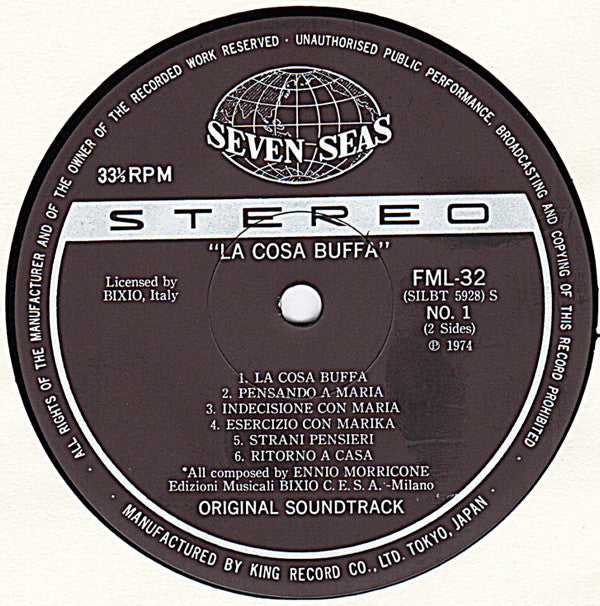 · ALL RIGHTS OF THE MANUFACTURER AND OF THE OWNER OF THE RECORDED WORK RESERVED · UNAUTHORISED PUBLIC PERFORMANCE, BROADCASTING AND COPYING OF THIS RECORD PROHIBITED ·
SEVEN SEAS
33⅓RPM
STEREO
"LA COSA BUFFA"
Licensed by
BIXIO, Italy
FML-32
(SILBT 5928) S
NO. 1
(2 Sides)
℗ 1974
1. LA COSA BUFFA
2. PENSANDO A MARIA
3. INDECISIONE CON MARIA
4. ESERCIZIO CON MARIKA
5. STRANI PENSIERI
6. RITORNO A CASA
*All composed by ENNIO MORRICONE
Edizioni Musicali BIXIO C. E. S. A.-Milano
ORIGINAL SOUNDTRACK
· MANUFACTURED BY KING RECORD CO., LTD. TOKYO, JAPAN ·